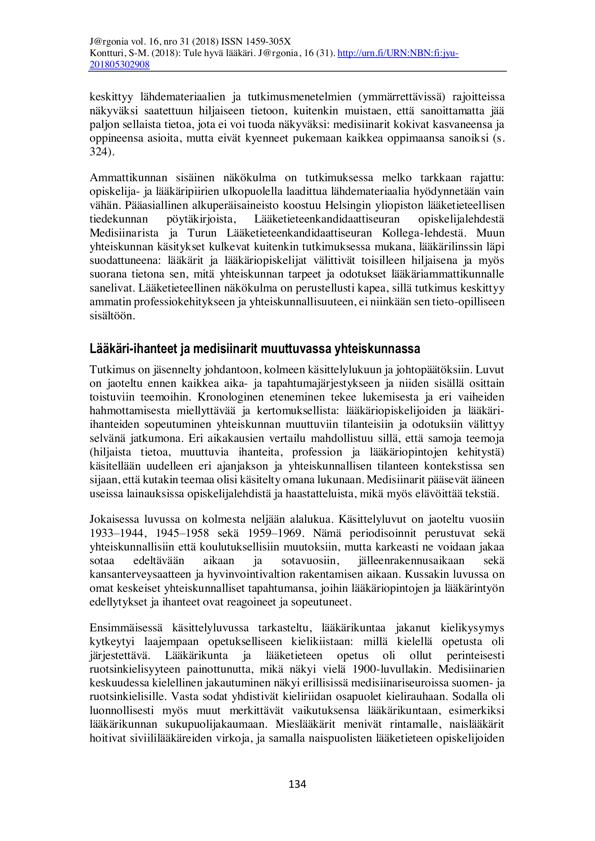 J@rgonia vol. 16, nro 31 (2018) ISSN 1459-305X
Kontturi, S-M. (2018): Tule hyvä lääkäri. J@rgonia, 16 (31). http://urn.fi/URN:NBN:fi:jyu-
201805302908
keskittyy lähdemateriaalien ja tutkimusmenetelmien (ymmärrettävissä) rajoitteissa
näkyväksi saatettuun hiljaiseen tietoon, kuitenkin muistaen, että sanoittamatta jää
paljon sellaista tietoa, jota ei voi tuoda näkyväksi: medisiinarit kokivat kasvaneensa ja
oppineensa asioita, mutta eivät kyenneet pukemaan kaikkea oppimaansa sanoiksi (s.
324).
Ammattikunnan sisäinen näkökulma on tutkimuksessa melko tarkkaan rajattu:
opiskelija- ja lääkäripiirien ulkopuolella laadittua lähdemateriaalia hyödynnetään vain
vähän. Pääasiallinen alkuperäisaineisto koostuu Helsingin yliopiston lääketieteellisen
tiedekunnan pöytäkirjoista, Lääketieteenkandidaattiseuran opiskelijalehdestä
Medisiinarista ja Turun Lääketieteenkandidaattiseuran Kollega-lehdestä. Muun
yhteiskunnan käsitykset kulkevat kuitenkin tutkimuksessa mukana, lääkärilinssin läpi
suodattuneena: lääkärit ja lääkäriopiskelijat välittivät toisilleen hiljaisena ja myös
suorana tietona sen, mitä yhteiskunnan tarpeet ja odotukset lääkäriammattikunnalle
sanelivat. Lääketieteellinen näkökulma on perustellusti kapea, sillä tutkimus keskittyy
ammatin professiokehitykseen ja yhteiskunnallisuuteen, ei niinkään sen tieto-opilliseen
sisältöön.
Lääkäri-ihanteet ja medisiinarit muuttuvassa yhteiskunnassa
Tutkimus on jäsennelty johdantoon, kolmeen käsittelylukuun ja johtopäätöksiin. Luvut
on jaoteltu ennen kaikkea aika- ja tapahtumajärjestykseen ja niiden sisällä osittain
toistuviin teemoihin. Kronologinen eteneminen tekee lukemisesta ja eri vaiheiden
hahmottamisesta miellyttävää ja kertomuksellista: lääkäriopiskelijoiden ja lääkäri-
ihanteiden sopeutuminen yhteiskunnan muuttuviin tilanteisiin ja odotuksiin välittyy
selvänä jatkumona. Eri aikakausien vertailu mahdollistuu sillä, että samoja teemoja
(hiljaista tietoa, muuttuvia ihanteita, profession ja lääkäriopintojen kehitystä)
käsitellään uudelleen eri ajanjakson ja yhteiskunnallisen tilanteen kontekstissa sen
sijaan, että kutakin teemaa olisi käsitelty omana lukunaan. Medisiinarit pääsevät ääneen
useissa lainauksissa opiskelijalehdistä ja haastatteluista, mikä myös elävöittää tekstiä.
Jokaisessa luvussa on kolmesta neljään alalukua. Käsittelyluvut on jaoteltu vuosiin
1933–1944, 1945–1958 sekä 1959–1969. Nämä periodisoinnit perustuvat sekä
yhteiskunnallisiin että koulutuksellisiin muutoksiin, mutta karkeasti ne voidaan jakaa
sotaa edeltävään aikaan ja sotavuosiin, jälleenrakennusaikaan sekä
kansanterveysaatteen ja hyvinvointivaltion rakentamisen aikaan. Kussakin luvussa on
omat keskeiset yhteiskunnalliset tapahtumansa, joihin lääkäriopintojen ja lääkärintyön
edellytykset ja ihanteet ovat reagoineet ja sopeutuneet.
Ensimmäisessä käsittelyluvussa tarkasteltu, lääkärikuntaa jakanut kielikysymys
kytkeytyi laajempaan opetukselliseen kielikiistaan: millä kielellä opetusta oli
järjestettävä. Lääkärikunta ja lääketieteen opetus oli ollut perinteisesti
ruotsinkielisyyteen painottunutta, mikä näkyi vielä 1900-luvullakin. Medisiinarien
keskuudessa kielellinen jakautuminen näkyi erillisissä medisiinariseuroissa suomen- ja
ruotsinkielisille. Vasta sodat yhdistivät kieliriidan osapuolet kielirauhaan. Sodalla oli
luonnollisesti myös muut merkittävät vaikutuksensa lääkärikuntaan, esimerkiksi
lääkärikunnan sukupuolijakaumaan. Mieslääkärit menivät rintamalle, naislääkärit
hoitivat siviililääkäreiden virkoja, ja samalla naispuolisten lääketieteen opiskelijoiden
134